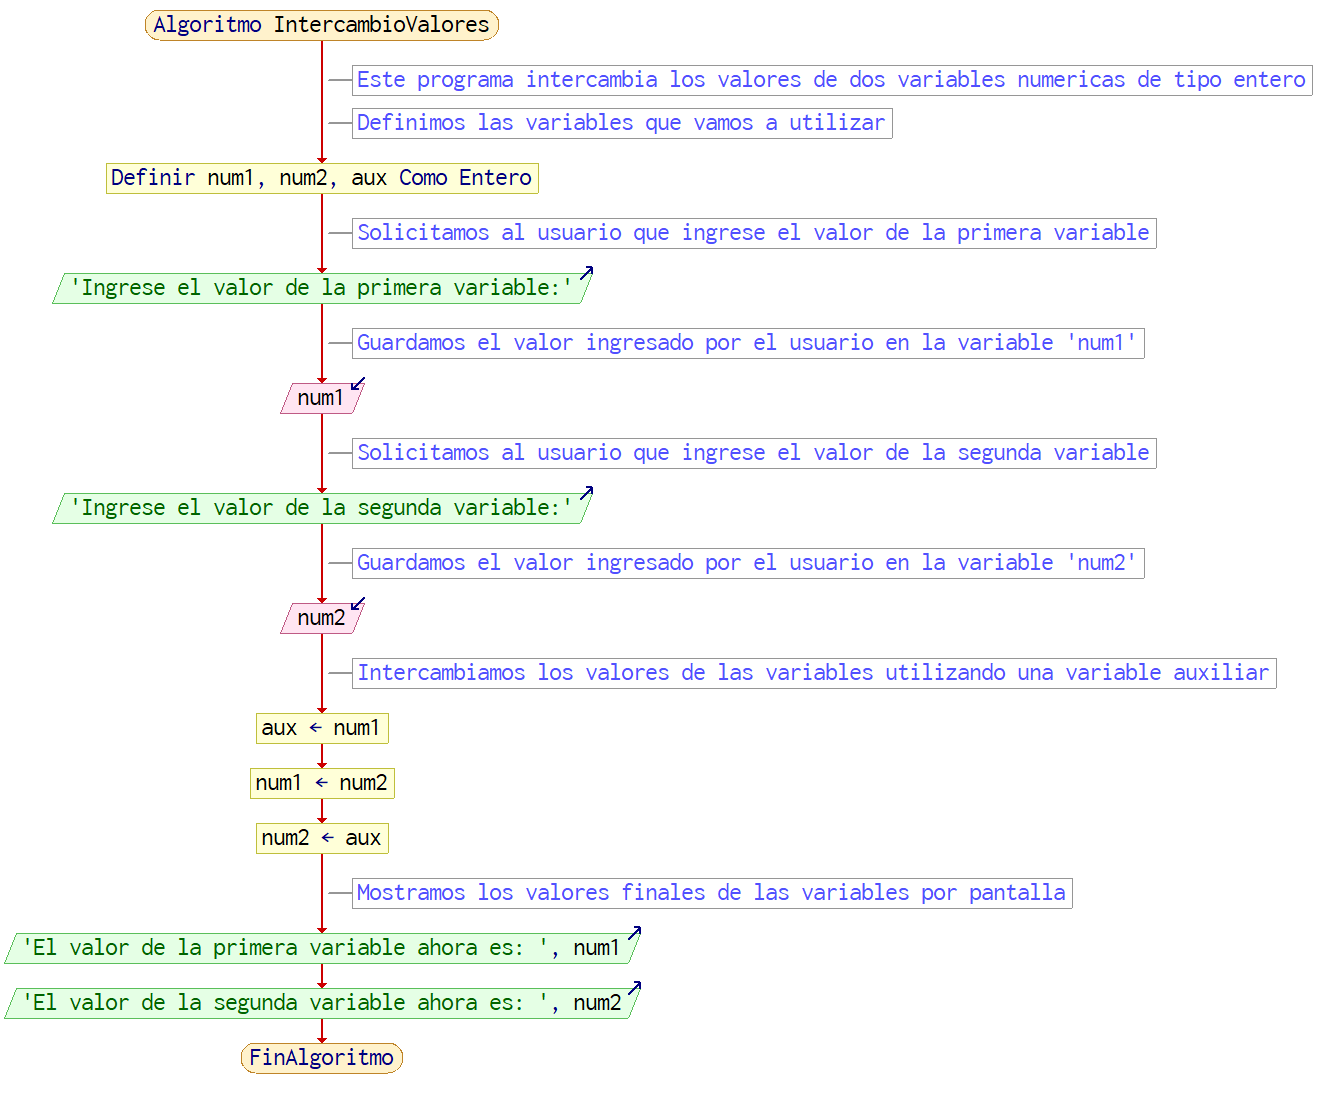 Algoritmo IntercambioValores
Este programa intercambia los valores de dos variables numericas de tipo entero
Definimos las variables que vamos a utilizar
Definir num1, num2, aux Como Entero
Solicitamos al usuario que ingrese el valor de la primera variable
'Ingrese el valor de la primera variable:'
Guardamos el valor ingresado por el usuario en la variable 'num1'
num1
Solicitamos al usuario que ingrese el valor de la segunda variable
'Ingrese el valor de la segunda variable:'
Guardamos el valor ingresado por el usuario en la variable 'num2'
num2
Intercambiamos los valores de las variables utilizando una variable auxiliar
aux ← num1
num1 ← num2
num2 ← aux
Mostramos los valores finales de las variables por pantalla
'El valor de la primera variable ahora es: ', num1
'El valor de la segunda variable ahora es: ', num2
FinAlgoritmo